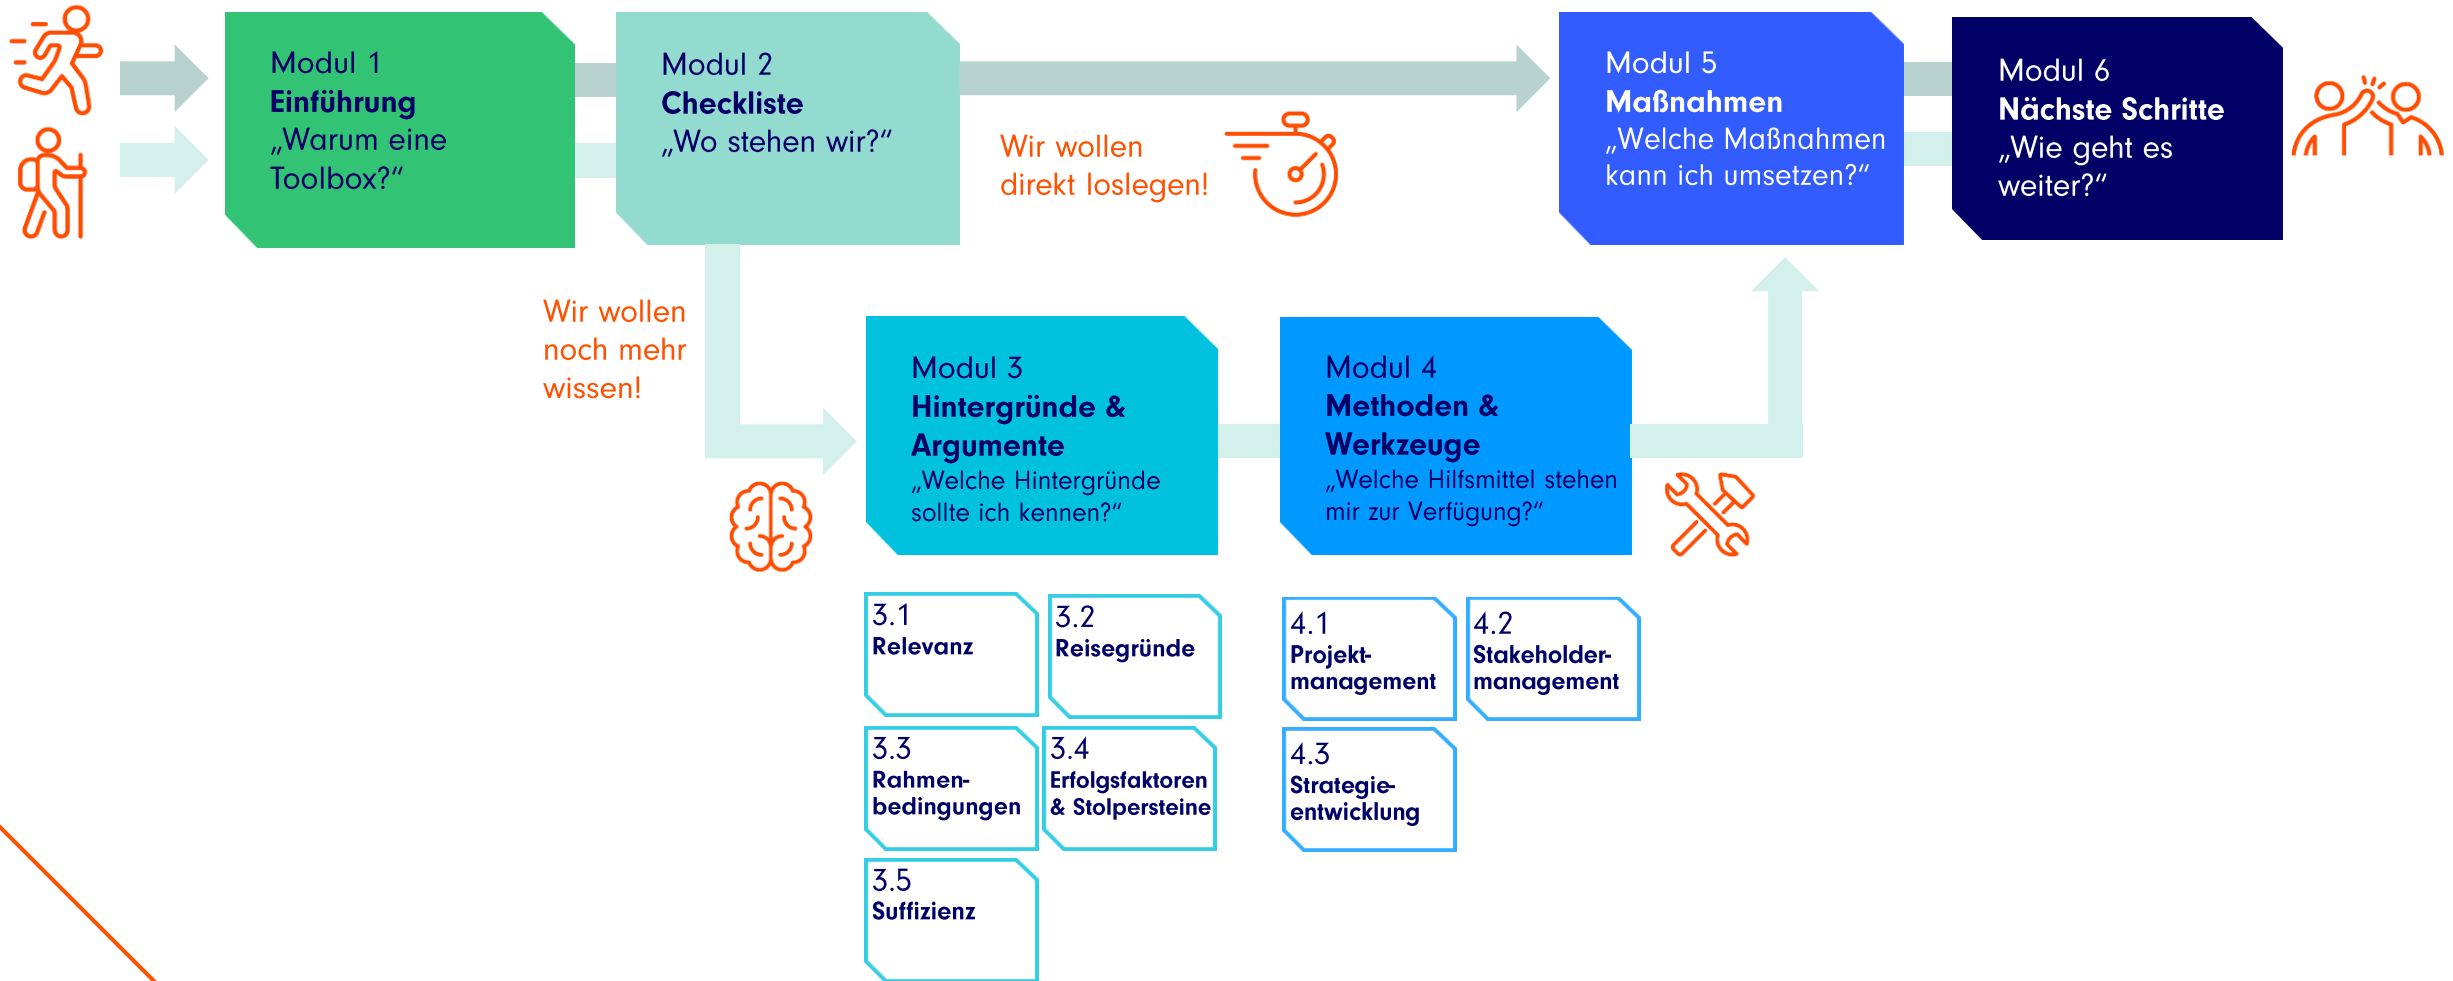 Modul 1
Einführung
„Warum eine
Toolbox?“
Modul 2
Checkliste
„Wo stehen wir?“
Wir wollen
direkt loslegen!
Modul 5
Maßnahmen
„Welche Maßnahmen
kann ich umsetzen?“
Modul 6
Nächste Schritte
„Wie geht es
weiter?“
Wir wollen
noch mehr
wissen!
Modul 3
Hintergründe &
Argumente
„Welche Hintergründe
sollte ich kennen?“
Modul 4
Methoden &
Werkzeuge
„Welche Hilfsmittel stehen
mir zur Verfügung?“
3.1
Relevanz
3.2
Reisegründe
3.3
Rahmen-
bedingungen
3.4
Erfolgsfaktoren
& Stolpersteine
3.5
Suffizienz
4.1
Projekt-
management
4.2
Stakeholder-
management
4.3
Strategie-
entwicklung